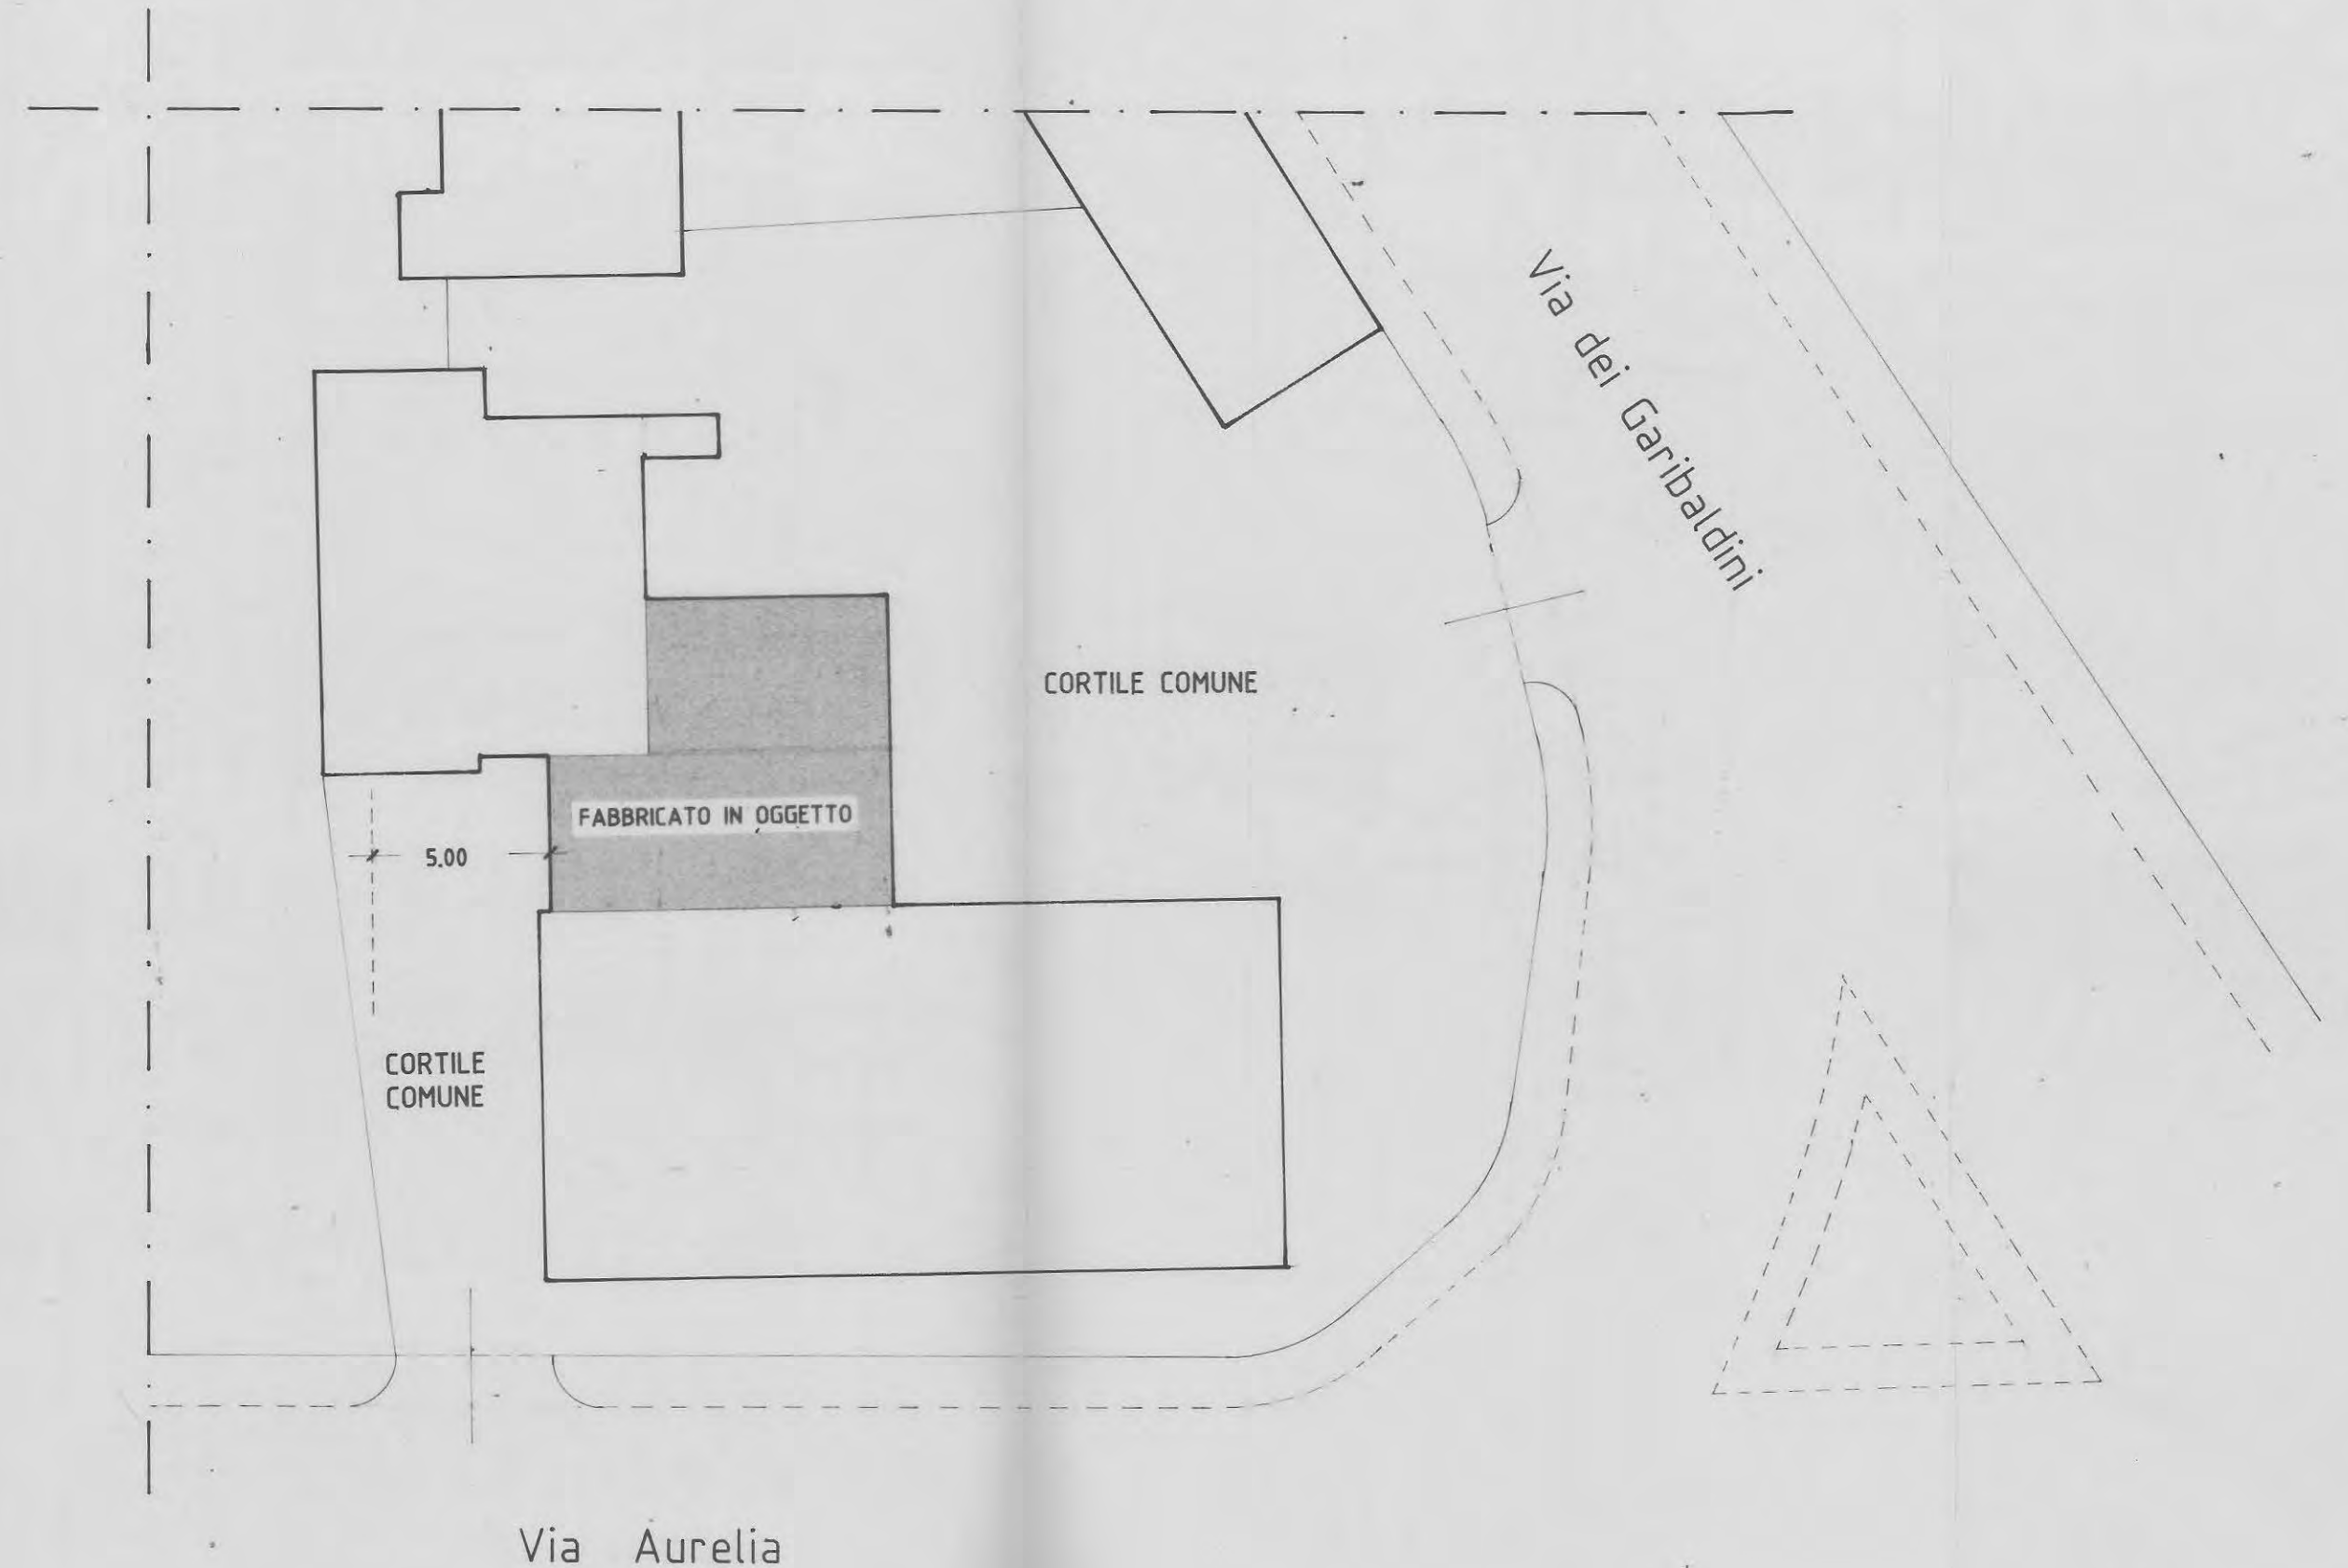 Via dei Garibaldini
CORTILE COMUNE
FABBRICATO IN OGGETTO
5.00
CORTILE
COMUNE
Via Aurelia